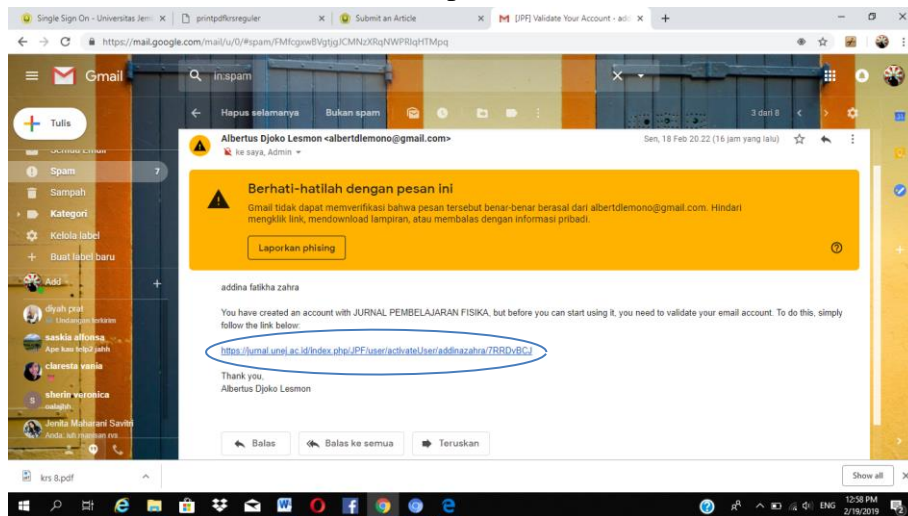 Single Sign On - Universitas Jem
printpdfkrsreguler
Submit an Article
[JPF] Validate Your Account - ad
https://mail.google.com/mail/u/0/#spam/FMfcgxwBVgtjgJCMNzXRqNWPRlqHTMpq
Gmail
in:spam
Tulis
Hapus selamanya
Bukan spam
3 dari 8
Semua Email
Spam 7
Sampah
Kategori
Kelola label
Buat label baru
Add
diyah prat
Undangan terkirim
saskia alfonsa
claresta vania
sherin veronica
Jenita Maharani Savitri
Albertus Djoko Lesmon <albertdlemono@gmail.com>
Sen, 18 Feb 20.22 (16 jam yang lalu)
ke saya, Admin
Berhati-hatilah dengan pesan ini
Gmail tidak dapat memverifikasi bahwa pesan tersebut benar-benar berasal dari albertdlemono@gmail.com. Hindari
mengklik link, mendownload lampiran, atau membalas dengan informasi pribadi.
Laporkan phising
addina fatikha zahra
You have created an account with JURNAL PEMBELAJARAN FISIKA, but before you can start using it, you need to validate your email account. To do this, simply
follow the link below:
https://jurnal.unej.ac.id/index.php/JPF/user/activateUser/addinazahra/7RRDvBCJ
Thank you,
Albertus Djoko Lesmon
Balas
Balas ke semua
Teruskan
krs 8.pdf
Show all
ENG
12:58 PM
2/19/2019